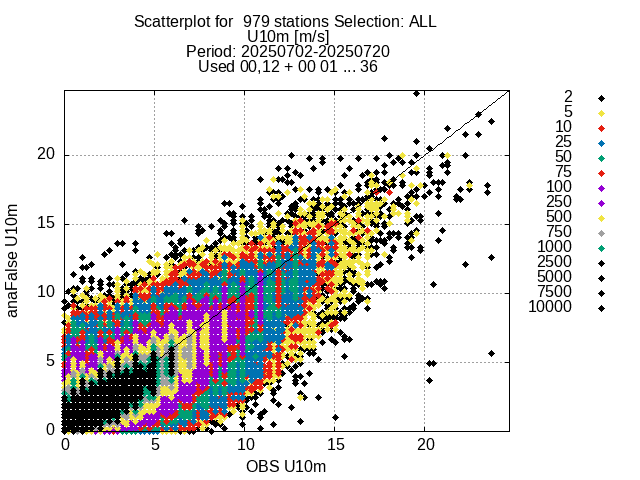 Scatterplot for  979 stations Selection: ALL
U10m [m/s]
Period: 20250702-20250720
Used 00,12 + 00 01 ... 36
2
5
10
25
50
75
100
250
500
750
1000
2500
5000
7500
10000
20
15
10
5
0
anaFalse U10m
0 5 10 15 20
OBS U10m